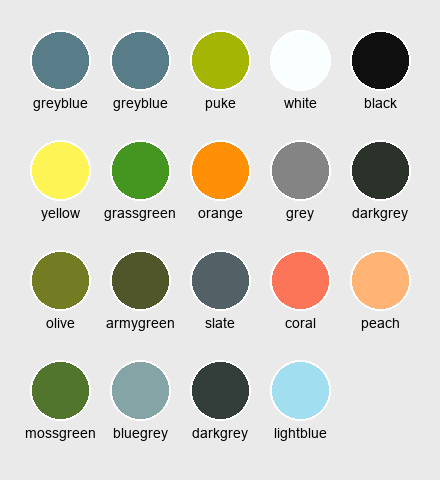 greyblue greyblue puke white black
yellow grassgreen orange grey darkgrey
olive armygreen slate coral peach
mossgreen bluegrey darkgrey lightblue